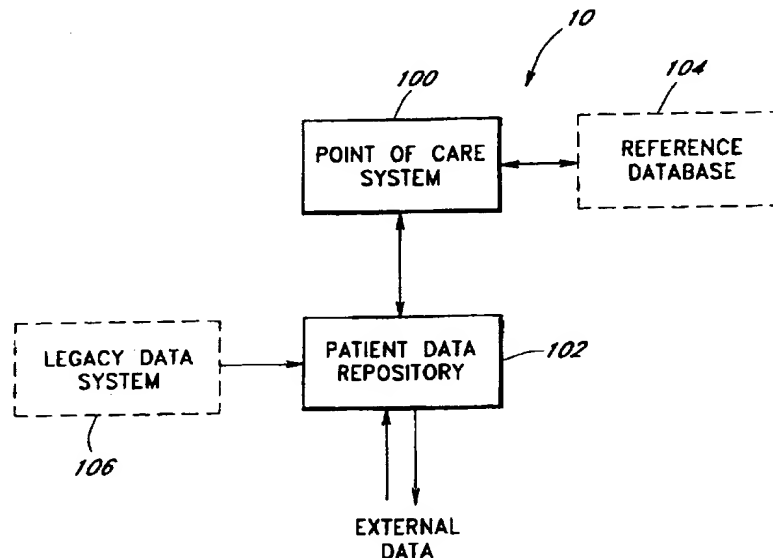 10
100
104
POINT OF CARE
SYSTEM
REFERENCE
DATABASE
LEGACY DATA
SYSTEM
PATIENT DATA
REPOSITORY
102
106
EXTERNAL
DATA